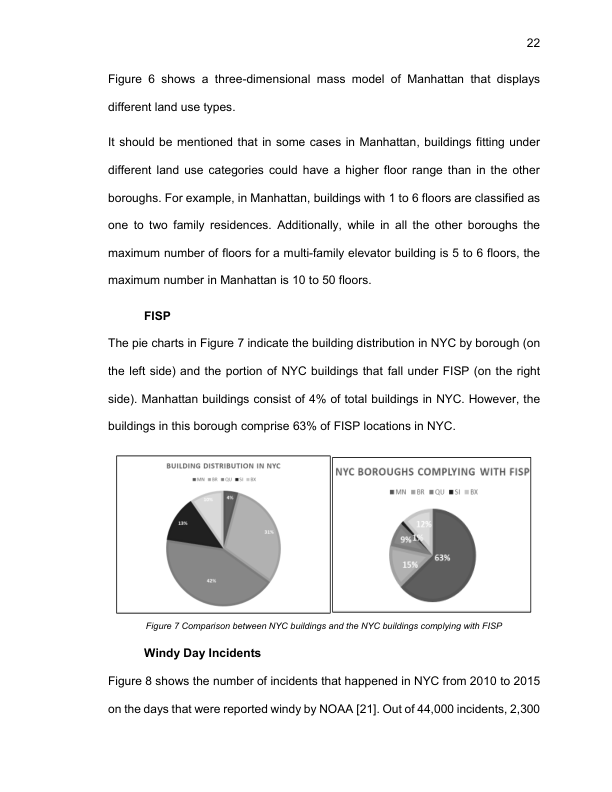 22
Figure 6 shows a three-dimensional mass model of Manhattan that displays
different land use types.
It should be mentioned that in some cases in Manhattan, buildings fitting under
different land use categories could have a higher floor range than in the other
boroughs. For example, in Manhattan, buildings with 1 to 6 floors are classified as
one to two family residences. Additionally, while in all the other boroughs the
maximum number of floors for a multi-family elevator building is 5 to 6 floors, the
maximum number in Manhattan is 10 to 50 floors.
FISP
The pie charts in Figure 7 indicate the building distribution in NYC by borough (on
the left side) and the portion of NYC buildings that fall under FISP (on the right
side). Manhattan buildings consist of 4% of total buildings in NYC. However, the
buildings in this borough comprise 63% of FISP locations in NYC.
BUILDING DISTRIBUTION IN NYC
MN BR QU SI BX
4%
31%
42%
13%
NYC BOROUGHS COMPLYING WITH FISP
MN BR QU SI BX
63%
15%
9%
1%
12%
Figure 7 Comparison between NYC buildings and the NYC buildings complying with FISP
Windy Day Incidents
Figure 8 shows the number of incidents that happened in NYC from 2010 to 2015
on the days that were reported windy by NOAA [21]. Out of 44,000 incidents, 2,300